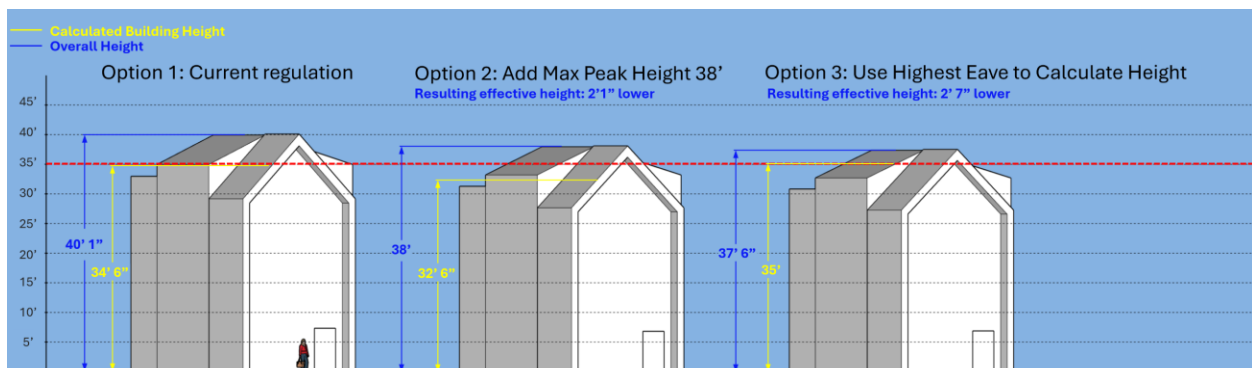 Calculated Building Height
Overall Height
Option 1: Current regulation
Option 2: Add Max Peak Height 38’
Resulting effective height: 2’1” lower
Option 3: Use Highest Eave to Calculate Height
Resulting effective height: 2’ 7” lower
45’
40’
35’
30’
25’
20’
15’
10’
5’
40’ 1”
34’ 6”
38’
32’ 6”
37’ 6”
35’